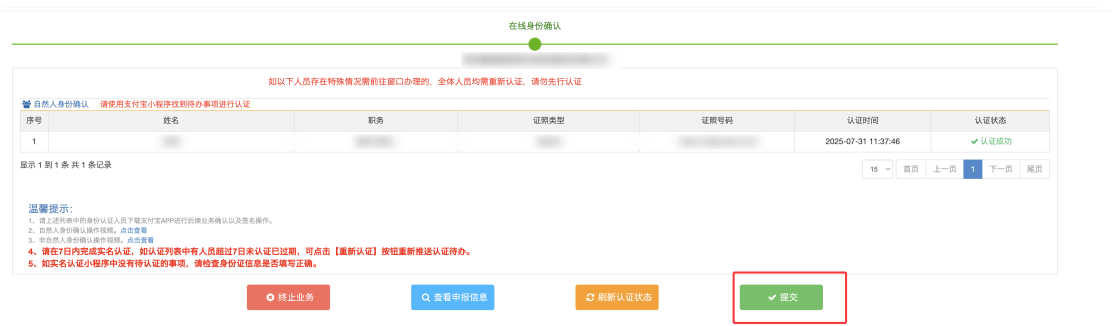 在线身份确认
如以下人员存在特殊情况需前往窗口办理的，全体人员均需重新认证，请勿先行认证
自然人身份确认 请使用支付宝小程序找到待办事项进行认证
序号 姓名 职务 证照类型 证照号码 认证时间 认证状态
1 2025-07-31 11:37:46 认证成功
显示 1 到 1 条 共 1 条记录
15 首页 上一页 1 下一页 尾页
温馨提示：
1、请上述列表中的身份认证人员下载支付宝APP进行后续业务确认以及签名操作。
2、自然人身份确认操作视频。点击查看
3、非自然人身份确认操作视频。点击查看
4、请在7日内完成实名认证，如认证列表中有人员超过7日未认证已过期，可点击【重新认证】按钮重新推送认证待办。
5、如实名认证小程序中没有待认证的事项，请检查身份证信息是否填写正确。
终止业务 查看申报信息 刷新认证状态 提交